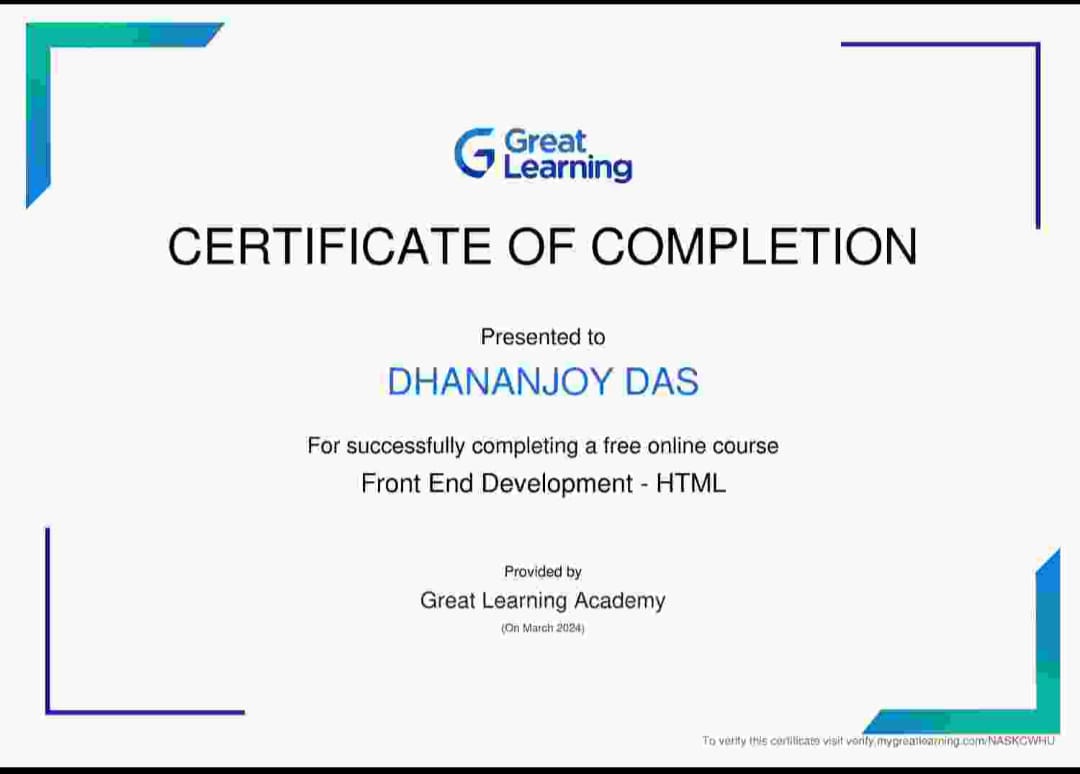 Great
Learning
CERTIFICATE OF COMPLETION
Presented to
DHANANJOY DAS
For successfully completing a free online course
Front End Development - HTML
Provided by
Great Learning Academy
(On March 2024)
To verify this certificate visit verify.mygreatlearning.com/NASKCWHU